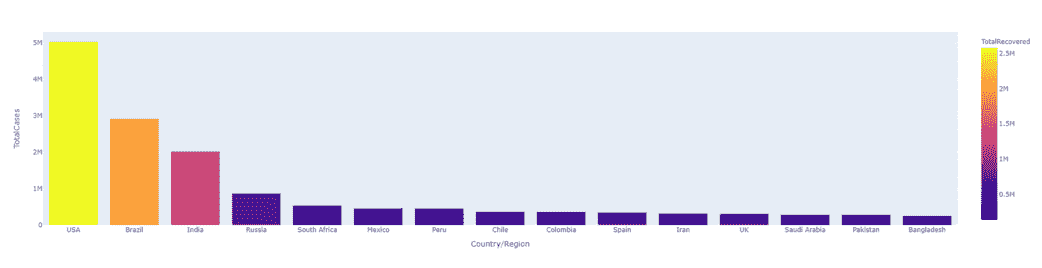 TotalRecovered
5M
4M
3M
2M
1M
0
TotalCases
2.5M
2M
1.5M
1M
0.5M
USA Brazil India Russia South Africa Mexico Peru Chile Colombia Spain Iran UK Saudi Arabia Pakistan Bangladesh
Country/Region